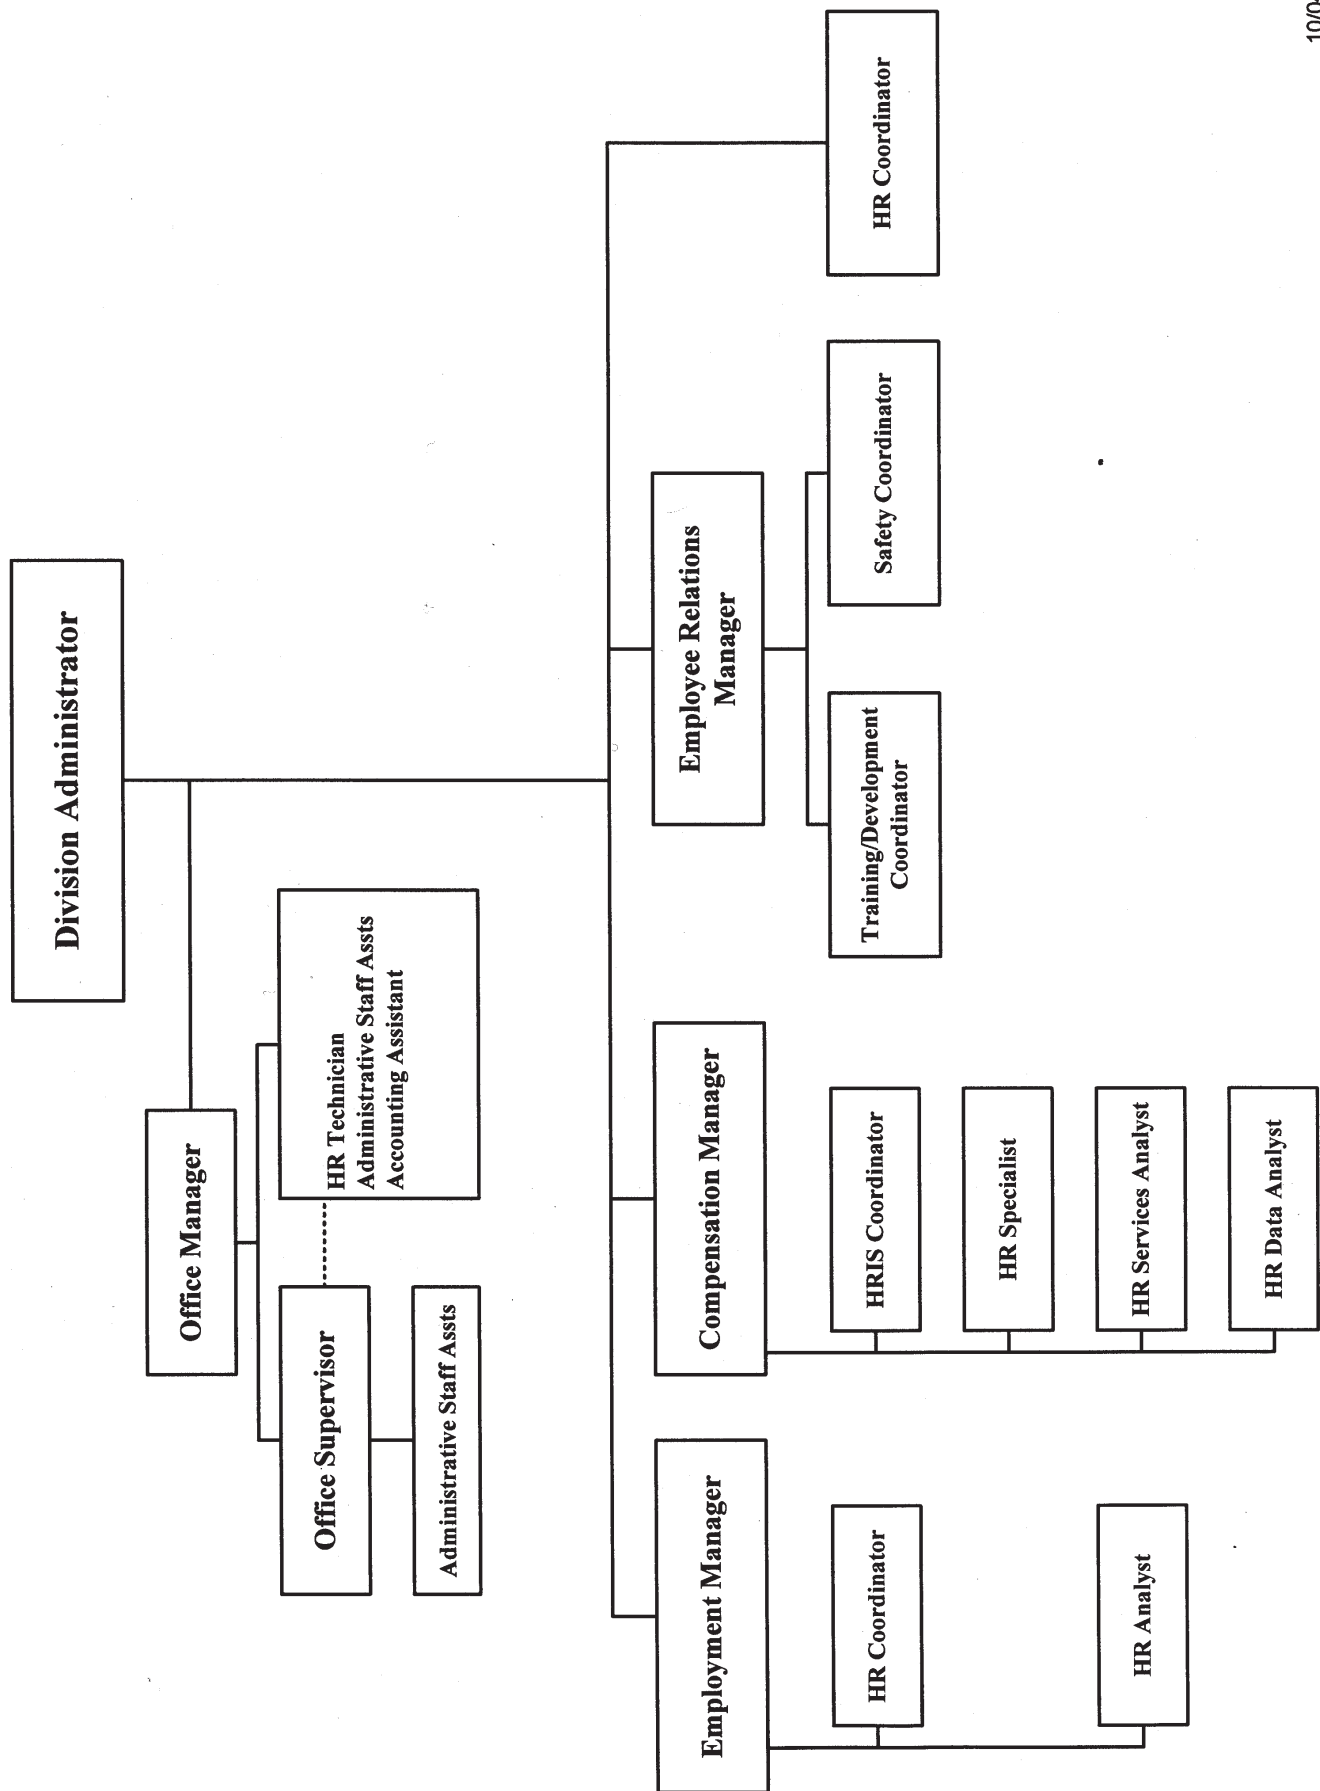 Division Administrator
Office Manager
Office Supervisor
HR Technician
Administrative Staff Assts
Accounting Assistant
Administrative Staff Assts
Employment Manager
Compensation Manager
Employee Relations
Manager
HR Coordinator
HRIS Coordinator
Training/Development
Coordinator
Safety Coordinator
HR Coordinator
HR Specialist
HR Analyst
HR Services Analyst
HR Data Analyst